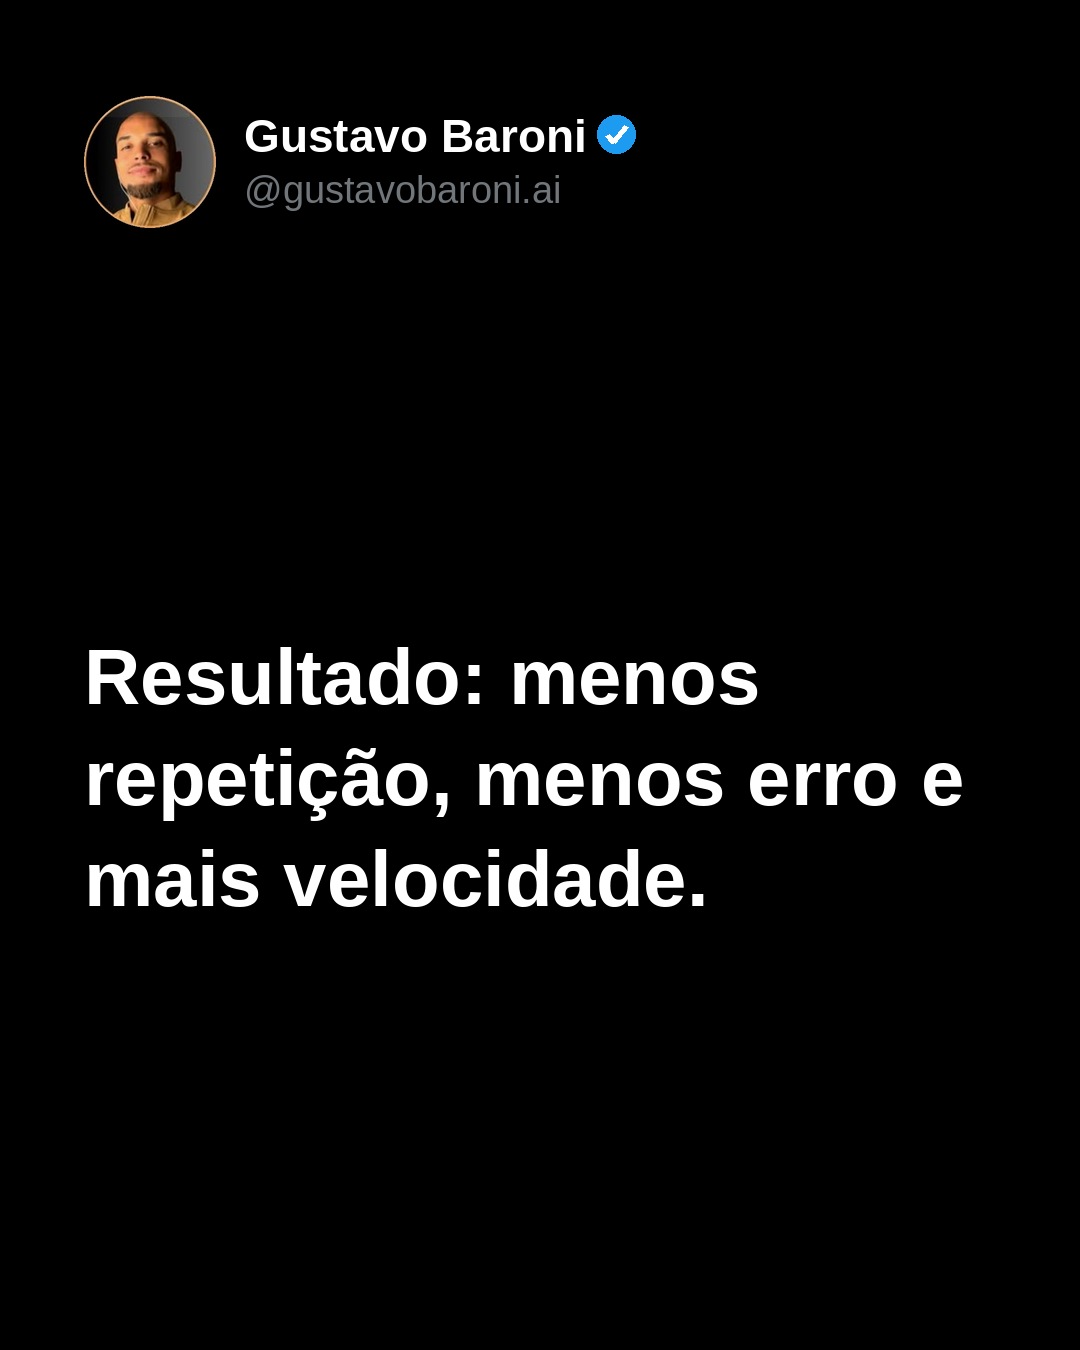 Gustavo Baroni
@gustavobaroni.ai
Resultado: menos
repetição, menos erro e
mais velocidade.